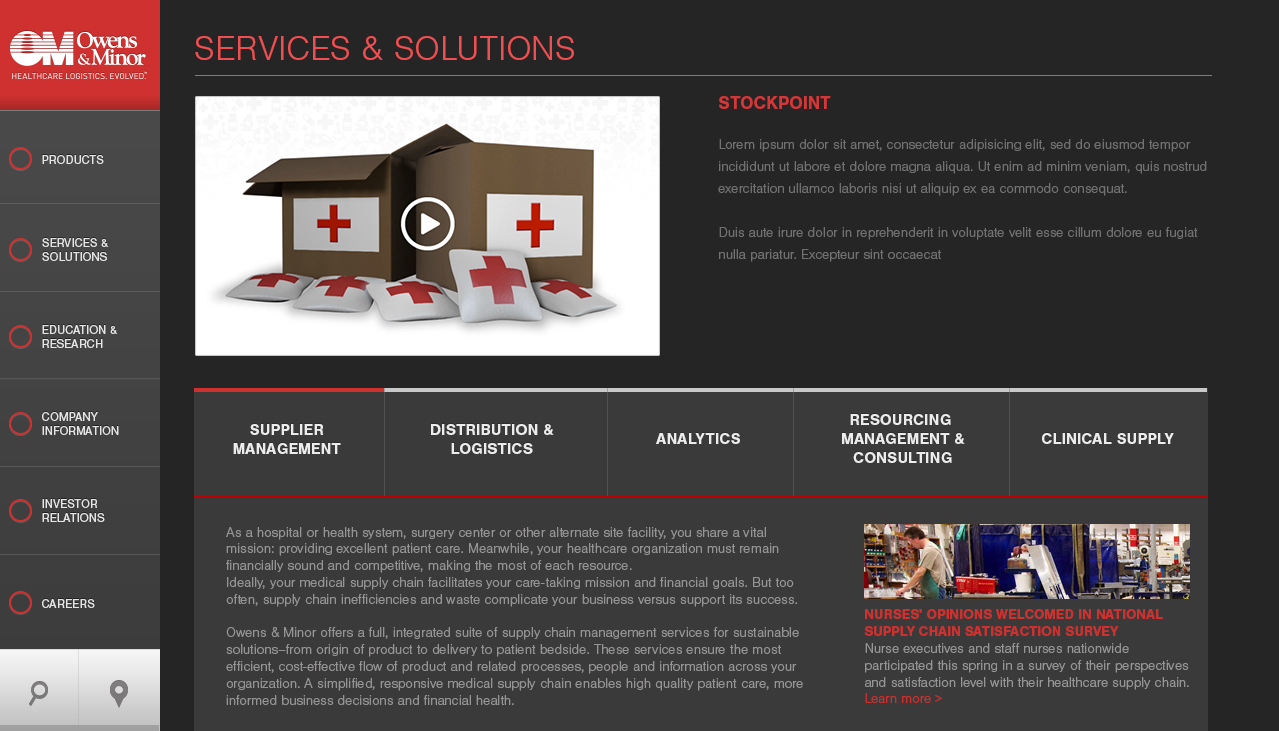 Owens
&Minor
HEALTHCARE LOGISTICS. EVOLVED.™
PRODUCTS
SERVICES &
SOLUTIONS
EDUCATION &
RESEARCH
COMPANY
INFORMATION
INVESTOR
RELATIONS
CAREERS
SERVICES & SOLUTIONS
STOCKPOINT
Lorem ipsum dolor sit amet, consectetur adipisicing elit, sed do eiusmod tempor
incididunt ut labore et dolore magna aliqua. Ut enim ad minim veniam, quis nostrud
exercitation ullamco laboris nisi ut aliquip ex ea commodo consequat.
Duis aute irure dolor in reprehenderit in voluptate velit esse cillum dolore eu fugiat
nulla pariatur. Excepteur sint occaecat
SUPPLIER
MANAGEMENT
DISTRIBUTION &
LOGISTICS
ANALYTICS
RESOURCING
MANAGEMENT &
CONSULTING
CLINICAL SUPPLY
As a hospital or health system, surgery center or other alternate site facility, you share a vital
mission: providing excellent patient care. Meanwhile, your healthcare organization must remain
financially sound and competitive, making the most of each resource.
Ideally, your medical supply chain facilitates your care-taking mission and financial goals. But too
often, supply chain inefficiencies and waste complicate your business versus support its success.
Owens & Minor offers a full, integrated suite of supply chain management services for sustainable
solutions–from origin of product to delivery to patient bedside. These services ensure the most
efficient, cost-effective flow of product and related processes, people and information across your
organization. A simplified, responsive medical supply chain enables high quality patient care, more
informed business decisions and financial health.
NURSES' OPINIONS WELCOMED IN NATIONAL
SUPPLY CHAIN SATISFACTION SURVEY
Nurse executives and staff nurses nationwide
participated this spring in a survey of their perspectives
and satisfaction level with their healthcare supply chain.
Learn more >